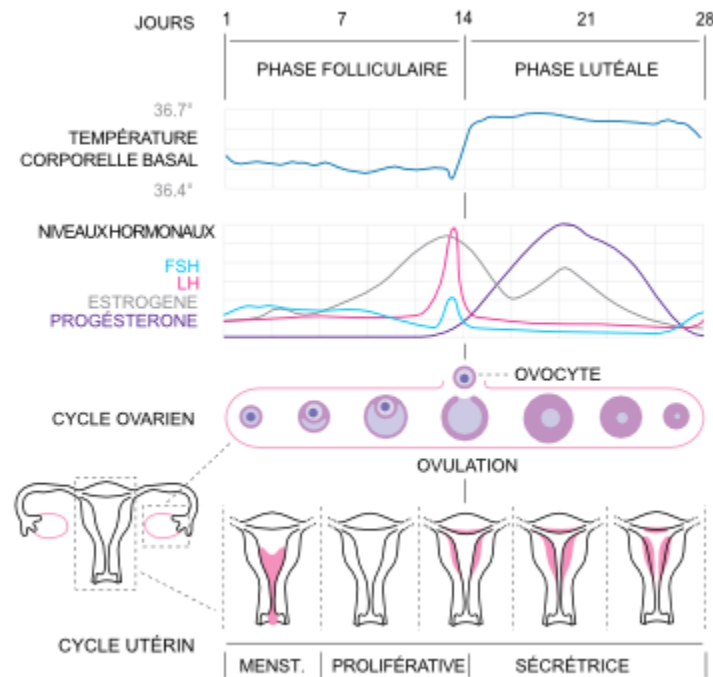 JOURS 1 7 14 21 28
PHASE FOLLICULAIRE PHASE LUTÉALE
36.7°
TEMPÉRATURE
CORPORELLE BASAL
36.4°
NIVEAUX HORMONAUX
FSH
LH
ESTROGENE
PROGÉSTERONE
OVOCYTE
CYCLE OVARIEN
OVULATION
CYCLE UTÉRIN
MENST. PROLIFÉRATIVE SÉCRÉTRICE